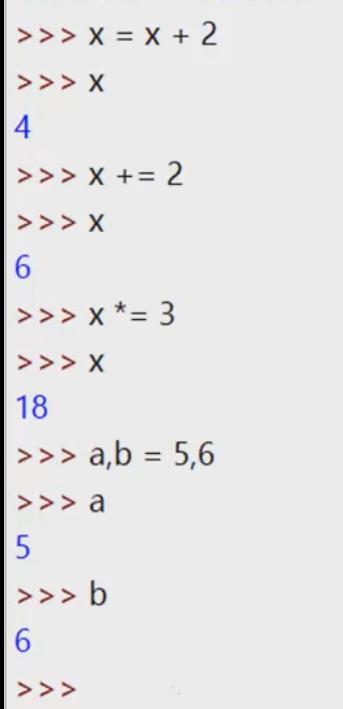 >>> x = x + 2
>>> x
4
>>> x += 2
>>> x
6
>>> x *= 3
>>> x
18
>>> a,b = 5,6
>>> a
5
>>> b
6
>>>